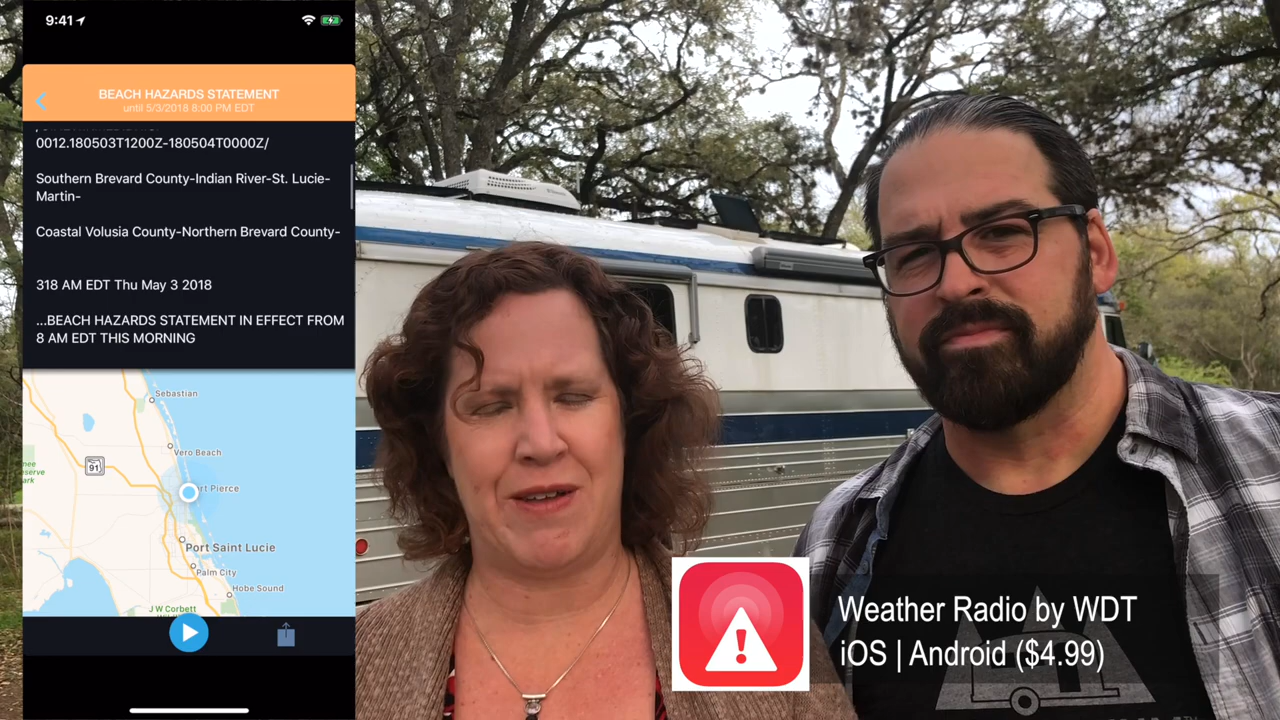 9:41
BEACH HAZARDS STATEMENT
until 5/3/2018 8:00 PM EDT
0012.180503T1200Z-180504T0000Z/
Southern Brevard County-Indian River-St. Lucie-
Martin-
Coastal Volusia County-Northern Brevard County-
318 AM EDT Thu May 3 2018
...BEACH HAZARDS STATEMENT IN EFFECT FROM
8 AM EDT THIS MORNING
Sebastian
Vero Beach
91
ort Pierce
Port Saint Lucie
Palm City
Hobe Sound
J W Corbett
Weather Radio by WDT
iOS | Android ($4.99)